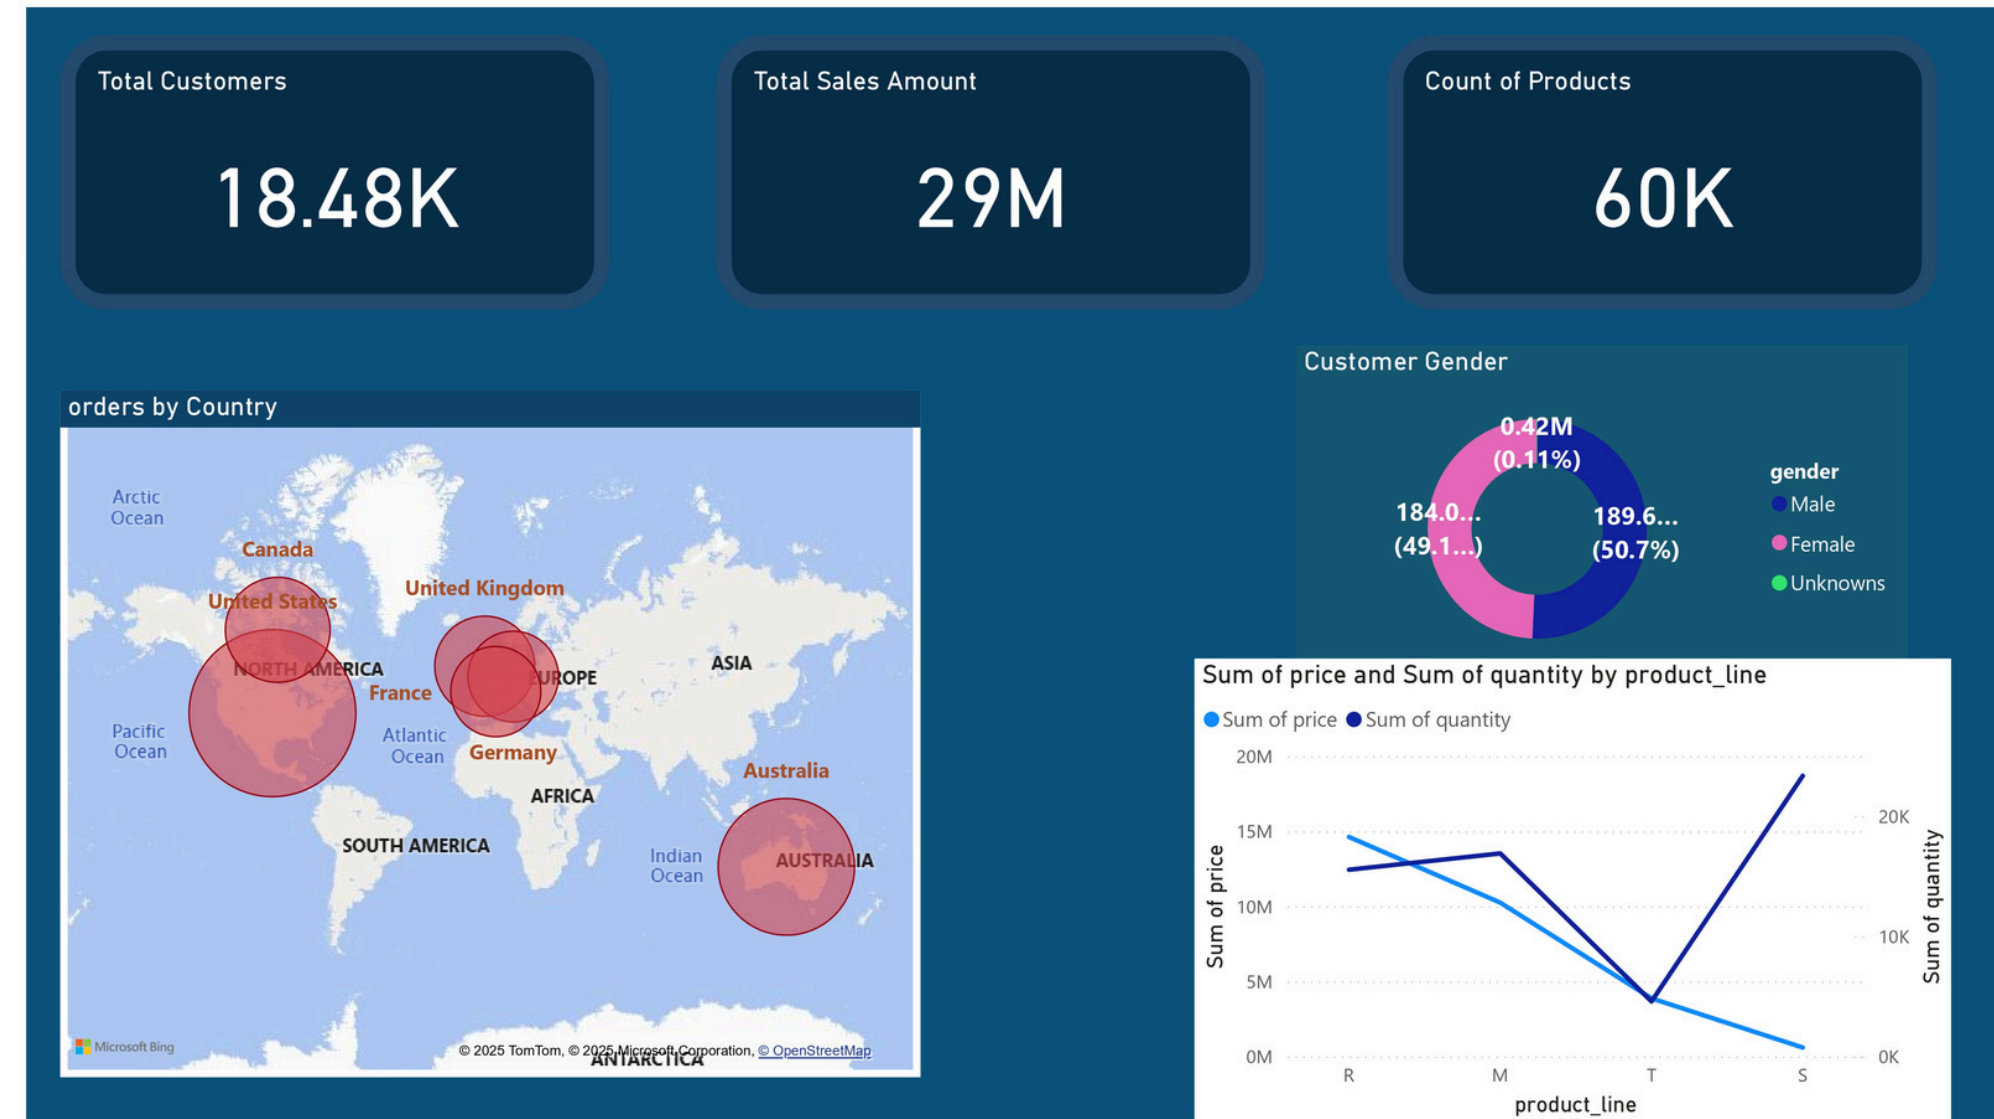 Total Customers
18.48K
Total Sales Amount
29M
Count of Products
60K
orders by Country
Arctic
Ocean
Canada
United States
NORTH AMERICA
United Kingdom
EUROPE
France
Germany
ASIA
Pacific
Ocean
Atlantic
Ocean
AFRICA
Australia
SOUTH AMERICA
Indian
Ocean
AUSTRALIA
Microsoft Bing
© 2025 TomTom, © 2025 Microsoft Corporation, © OpenStreetMap
ANTARCTICA
Customer Gender
0.42M
(0.11%)
184.0...
(49.1...)
189.6...
(50.7%)
gender
Male
Female
Unknowns
Sum of price and Sum of quantity by product_line
Sum of price
Sum of quantity
20M
15M
10M
5M
0M
Sum of price
20K
10K
0K
Sum of quantity
R
M
T
S
product_line